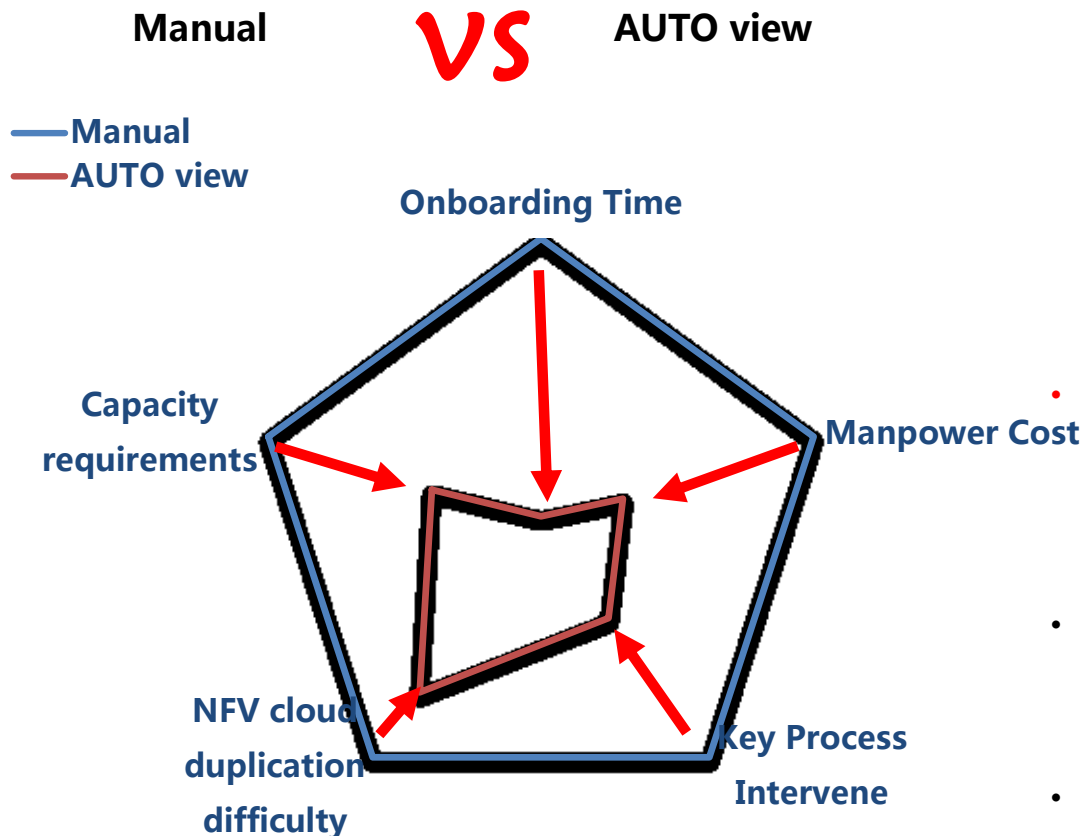 Manual VS AUTO view
Manual
AUTO view
Onboarding Time
Capacity
requirements
Manpower Cost
NFV cloud
duplication
difficulty
Key Process
Intervene